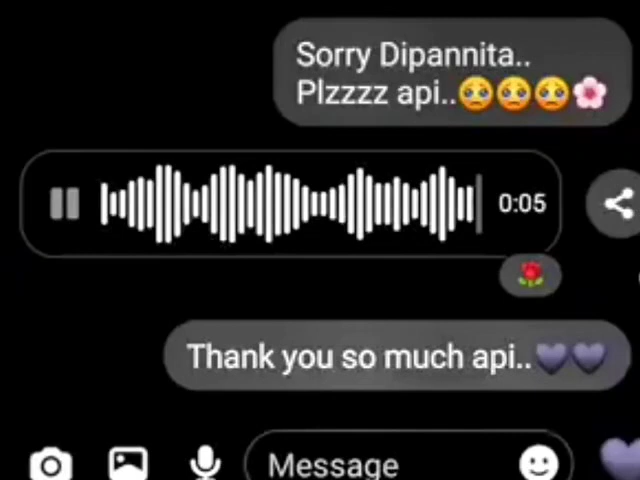 Sorry Dipannita..
Plzzzz api..🥺🥺🥺🌸
0:05
Thank you so much api..💜💜
Message